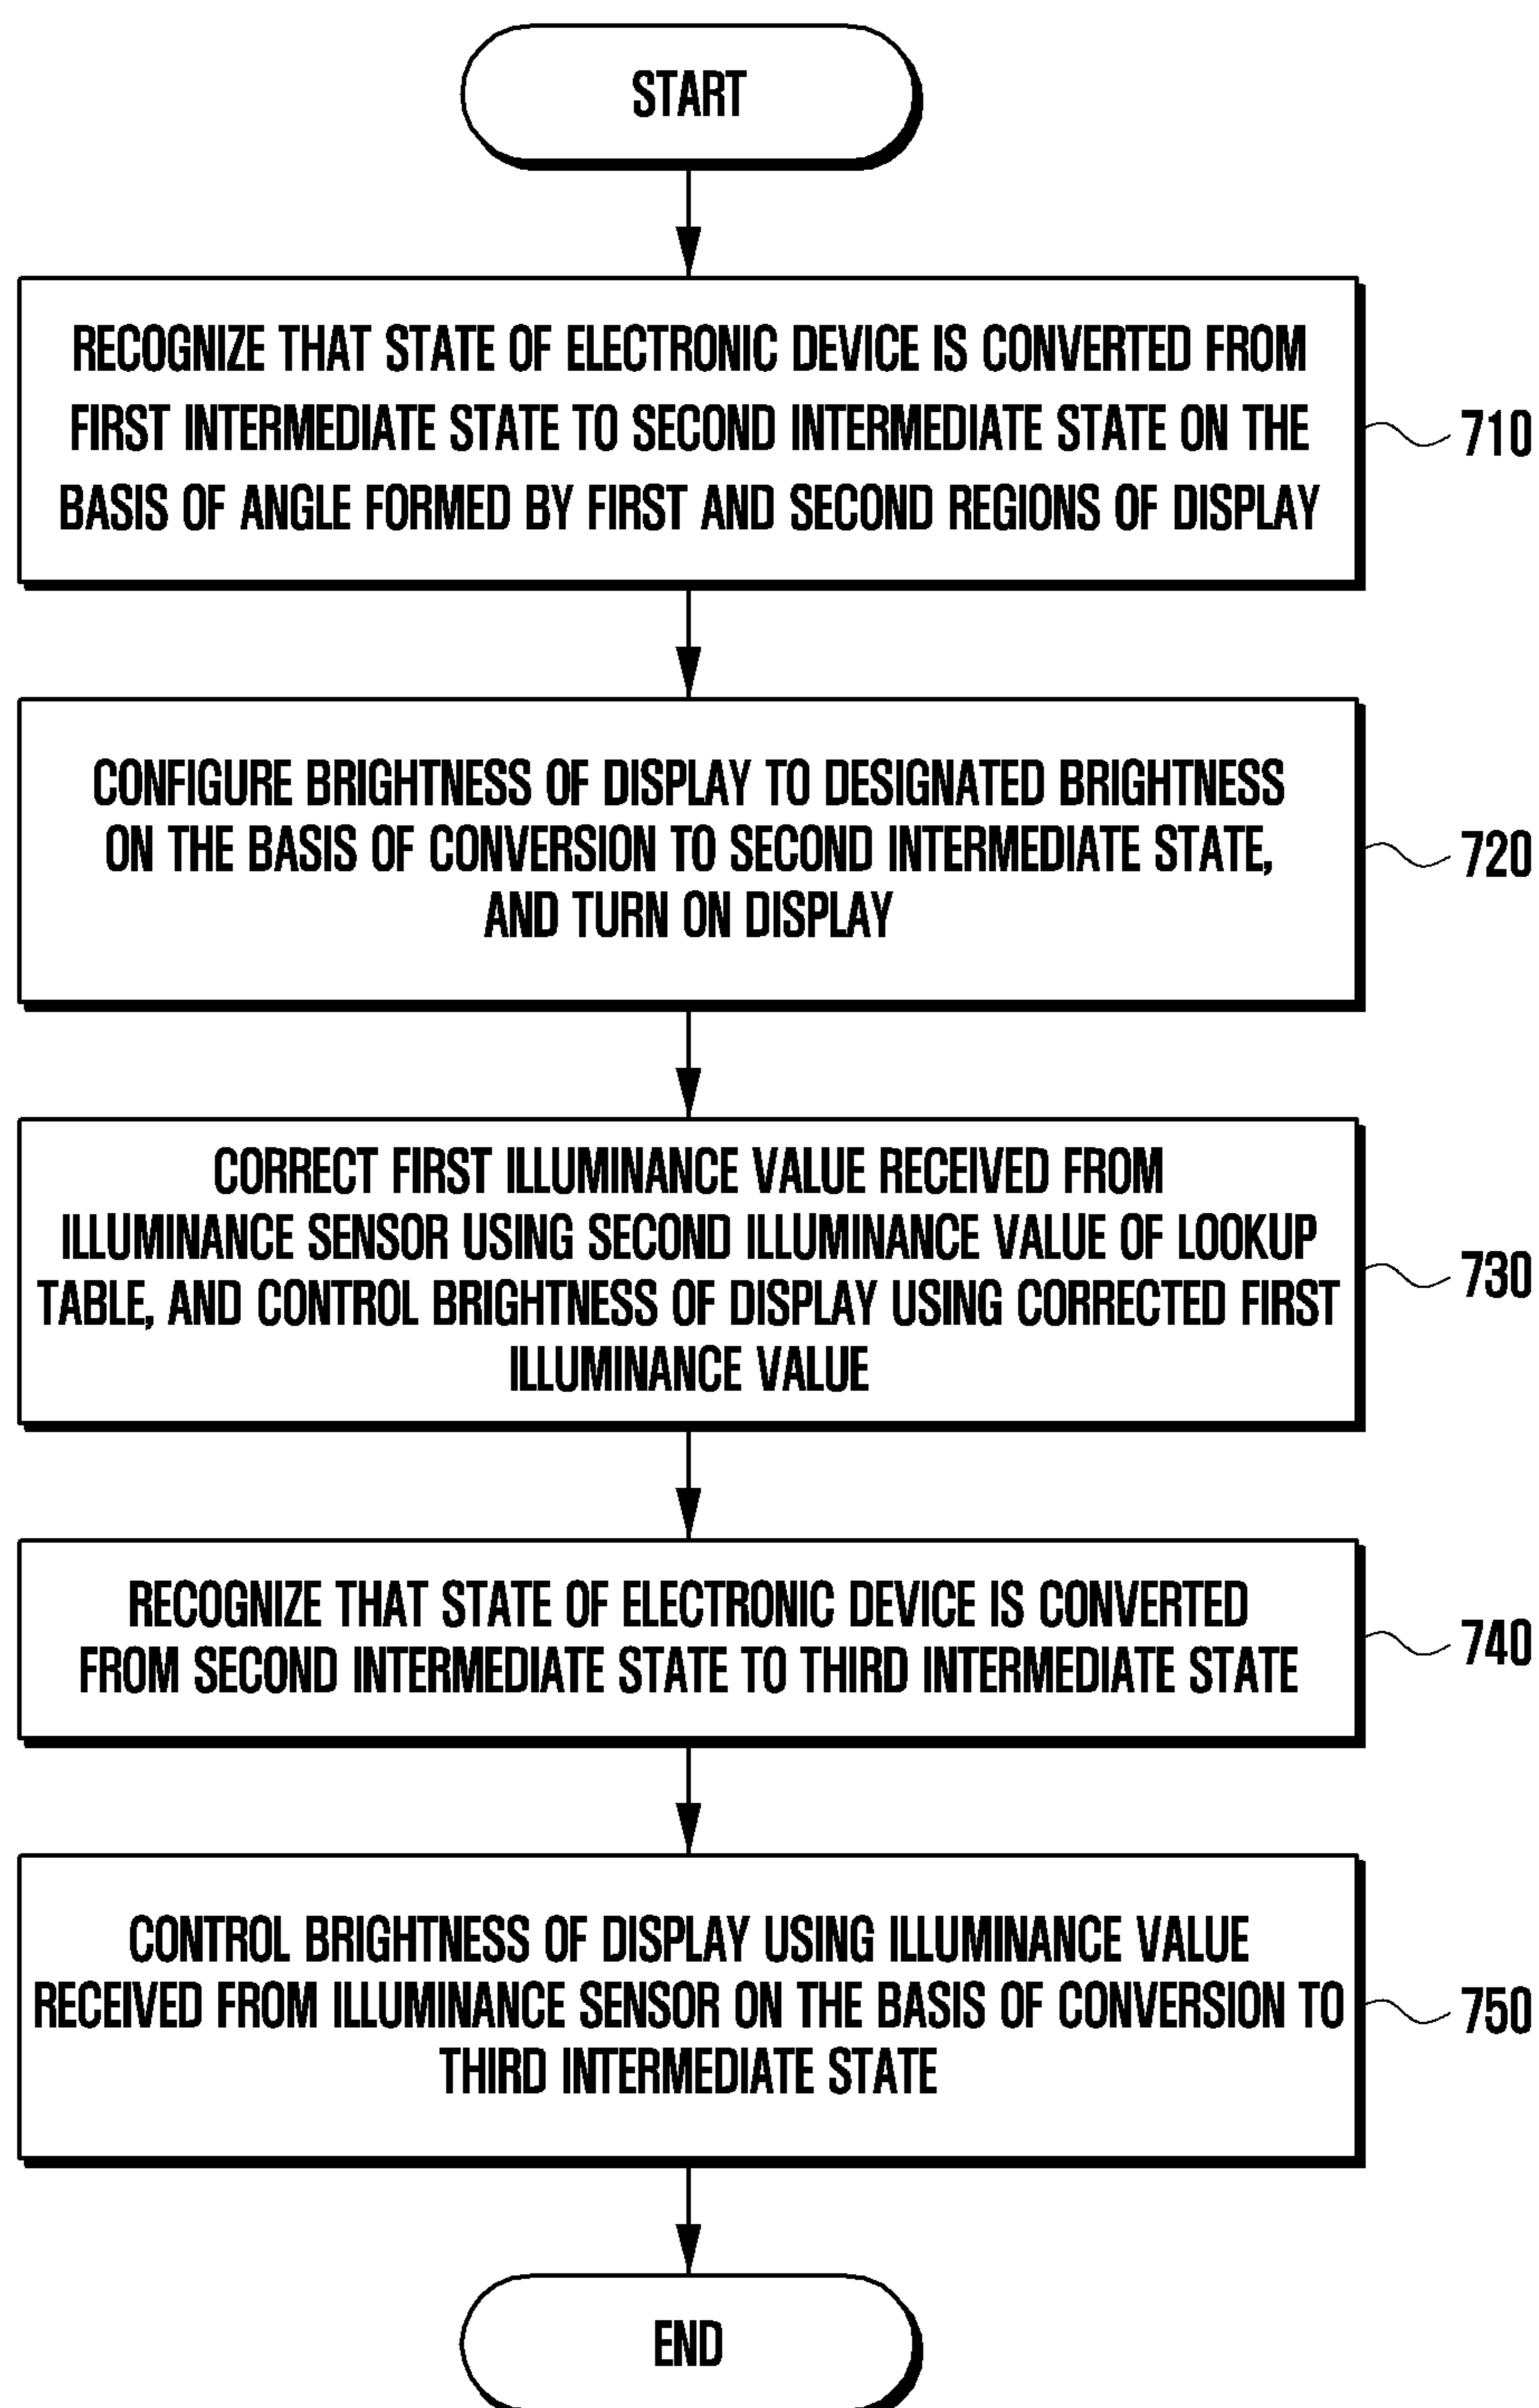 START
RECOGNIZE THAT STATE OF ELECTRONIC DEVICE IS CONVERTED FROM
FIRST INTERMEDIATE STATE TO SECOND INTERMEDIATE STATE ON THE
BASIS OF ANGLE FORMED BY FIRST AND SECOND REGIONS OF DISPLAY
710
CONFIGURE BRIGHTNESS OF DISPLAY TO DESIGNATED BRIGHTNESS
ON THE BASIS OF CONVERSION TO SECOND INTERMEDIATE STATE,
AND TURN ON DISPLAY
720
CORRECT FIRST ILLUMINANCE VALUE RECEIVED FROM
ILLUMINANCE SENSOR USING SECOND ILLUMINANCE VALUE OF LOOKUP
TABLE, AND CONTROL BRIGHTNESS OF DISPLAY USING CORRECTED FIRST
ILLUMINANCE VALUE
730
RECOGNIZE THAT STATE OF ELECTRONIC DEVICE IS CONVERTED
FROM SECOND INTERMEDIATE STATE TO THIRD INTERMEDIATE STATE
740
CONTROL BRIGHTNESS OF DISPLAY USING ILLUMINANCE VALUE
RECEIVED FROM ILLUMINANCE SENSOR ON THE BASIS OF CONVERSION TO
THIRD INTERMEDIATE STATE
750
END